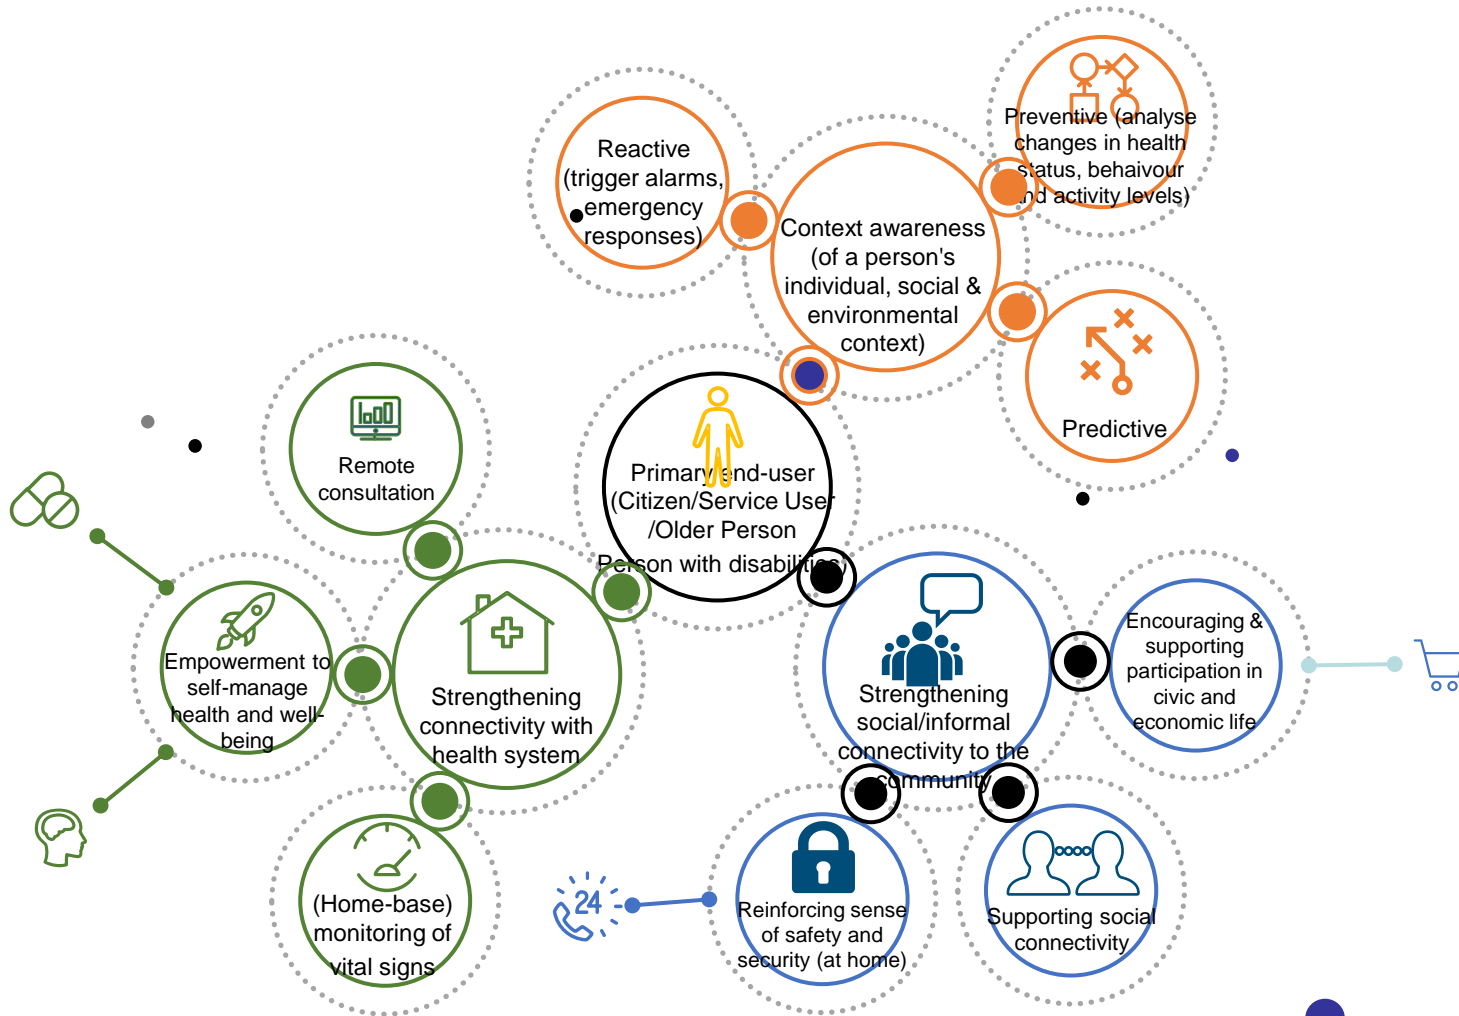 Preventive (analyse
changes in health
status, behaivour
and activity levels)
Reactive
(trigger alarms,
emergency
responses)
Context awareness
(of a person's
individual, social &
environmental
context)
Predictive
Remote
consultation
Primary end-user
(Citizen/Service User
/Older Person
Person with disabilities)
Empowerment to
self-manage
health and well-
being
Strengthening
connectivity with
health system
(Home-base)
monitoring of
vital signs
Strengthening
social/informal
connectivity to the
community
Encouraging &
supporting
participation in
civic and
economic life
24
Reinforcing sense
of safety and
security (at home)
Supporting social
connectivity